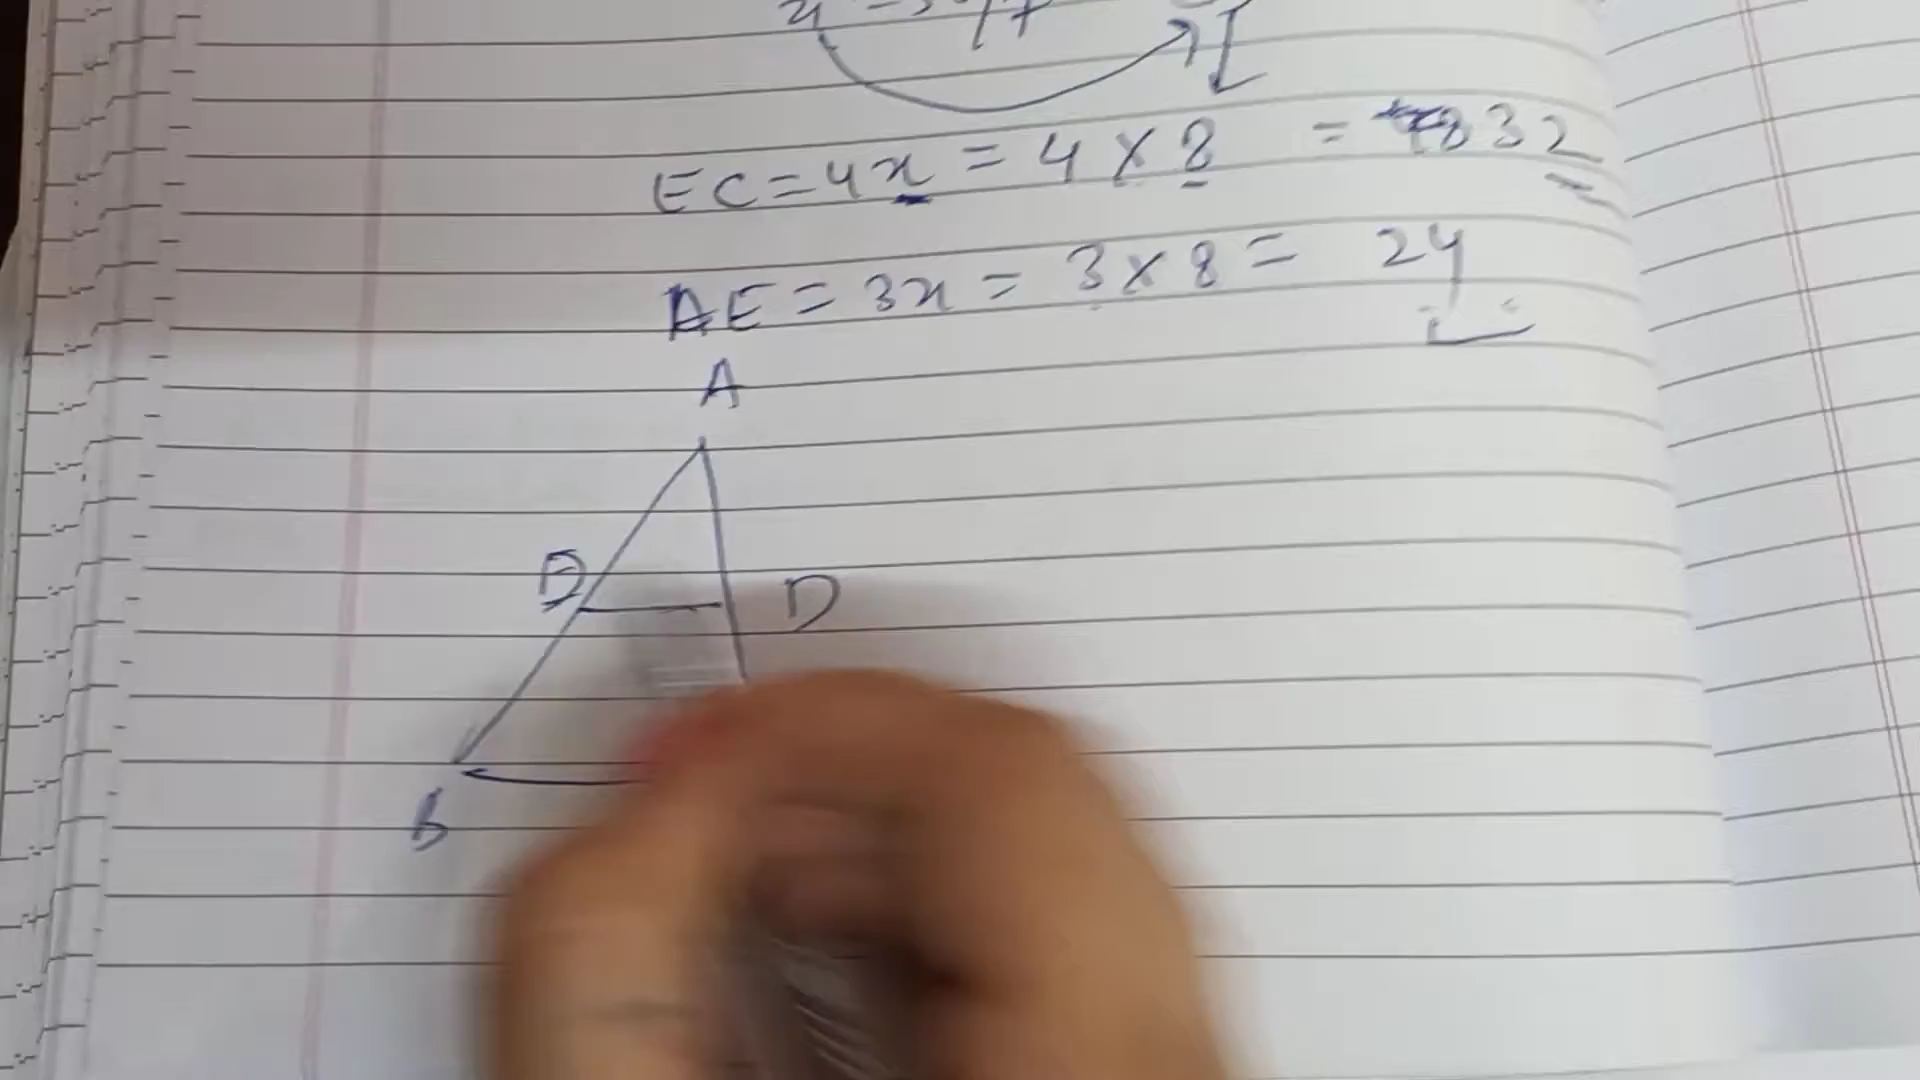 EC = 4x = 4 × 8 = 32
AE = 3x = 3 × 8 = 24
A
E D
B